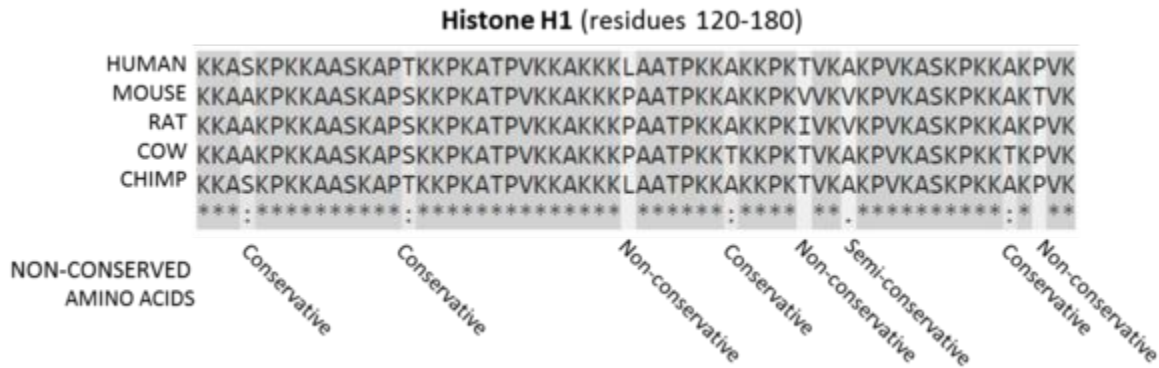 Histone H1 (residues 120-180)
HUMAN KKASKPKKAASKAPTKKPKATPVKKAKKKLAATPKKAKKPKTVKAKPVKASKPKKAKPVK
MOUSE KKAAKPKKAASKAPSKKPKATPVKKAKKKPAATPKKAKKPKVVKVKPVKASKPKKAKTVK
RAT KKAAKPKKAASKAPSKKPKATPVKKAKKKPAATPKKAKKPKIVKVKPVKASKPKKAKPVK
COW KKAAKPKKAASKAPSKKPKATPVKKAKKKPAATPKKTKKPKTVKAKPVKASKPKKTKPVK
CHIMP KKASKPKKAASKAPTKKPKATPVKKAKKKLAATPKKAKKPKTVKAKPVKASKPKKAKPVK
***:**********:************** ******:**** **.**********:* **
NON-CONSERVED
AMINO ACIDS
Conservative
Conservative
Non-conservative
Conservative
Non-conservative
Semi-conservative
Conservative
Non-conservative